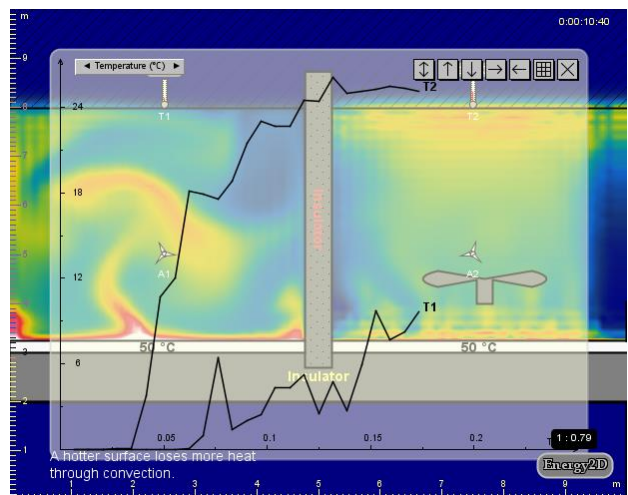 m
0:00:10:40
9
◄ Temperature (°C) ►
T2
24
8
T1
T2
7
18
6
Insulator
5
A1
A2
12
4
T1
3
50 °C
50 °C
6
Insulator
2
0.05
0.1
0.15
0.2
T
1 : 0.79
1
A hotter surface loses more heat
through convection.
Energy2D
1
2
3
4
5
6
7
8
9
m